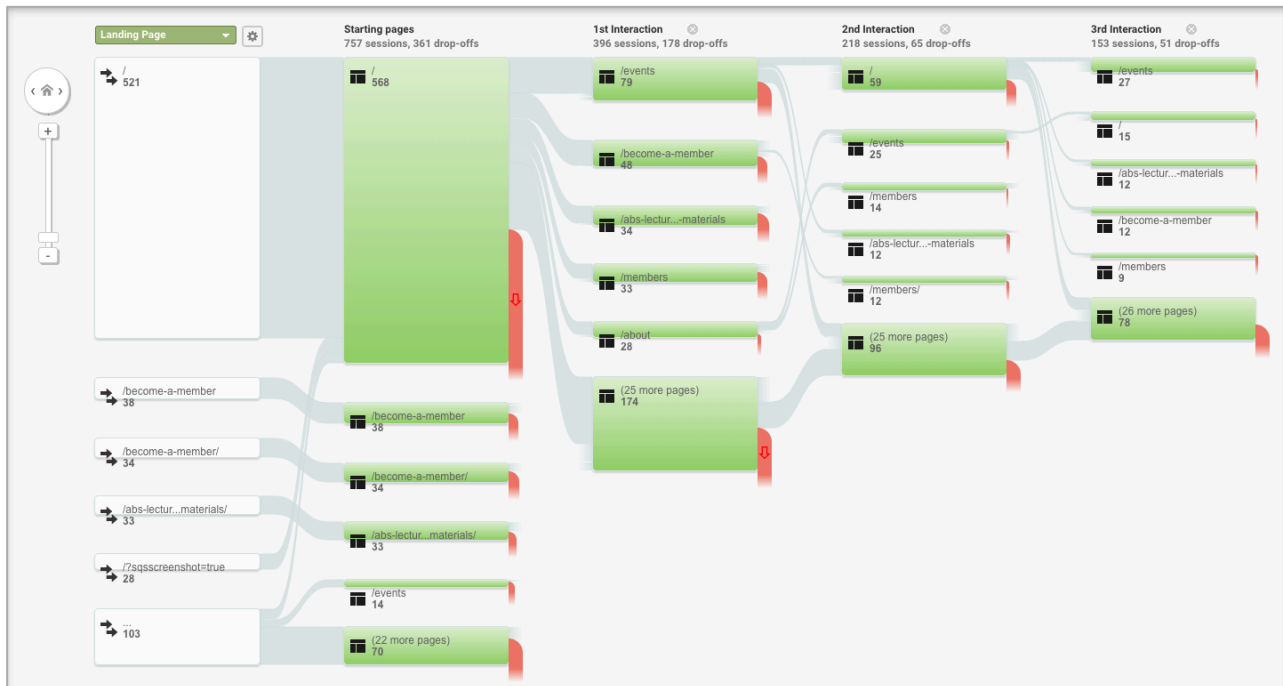 Landing Page
/
521
/become-a-member
38
/become-a-member/
34
/abs-lectur...materials/
33
/?sqsscreenshot=true
28
...
103
Starting pages
757 sessions, 361 drop-offs
/
568
/become-a-member
38
/become-a-member/
34
/abs-lectur...materials/
33
/events
14
(22 more pages)
70
1st Interaction
396 sessions, 178 drop-offs
/events
79
/become-a-member
48
/abs-lectur...-materials
34
/members
33
/about
28
(25 more pages)
174
2nd Interaction
218 sessions, 65 drop-offs
/
59
/events
25
/members
14
/abs-lectur...-materials
12
/members/
12
(25 more pages)
96
3rd Interaction
153 sessions, 51 drop-offs
/events
27
/
15
/abs-lectur...-materials
12
/become-a-member
12
/members
9
(26 more pages)
78
+
-